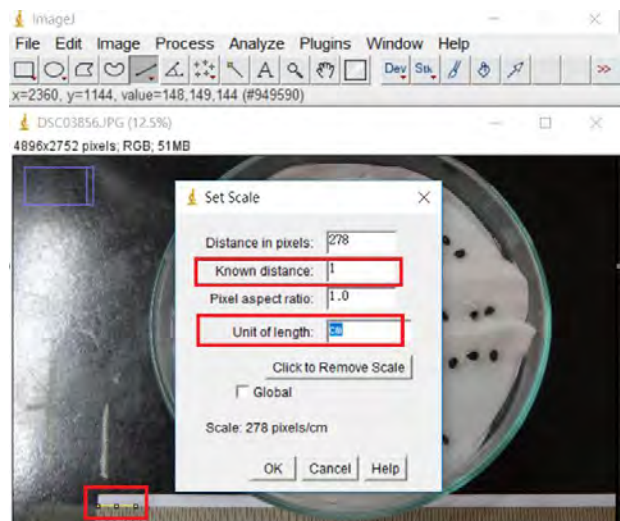 ImageJ
File Edit Image Process Analyze Plugins Window Help
A Dev Stk >>
x=2360, y=1144, value=148,149,144 (#949590)
DSC03856.JPG (12.5%)
4896x2752 pixels; RGB; 51MB
Set Scale
Distance in pixels: 278
Known distance: 1
Pixel aspect ratio: 1.0
Unit of length: cm
Click to Remove Scale
Global
Scale: 278 pixels/cm
OK Cancel Help